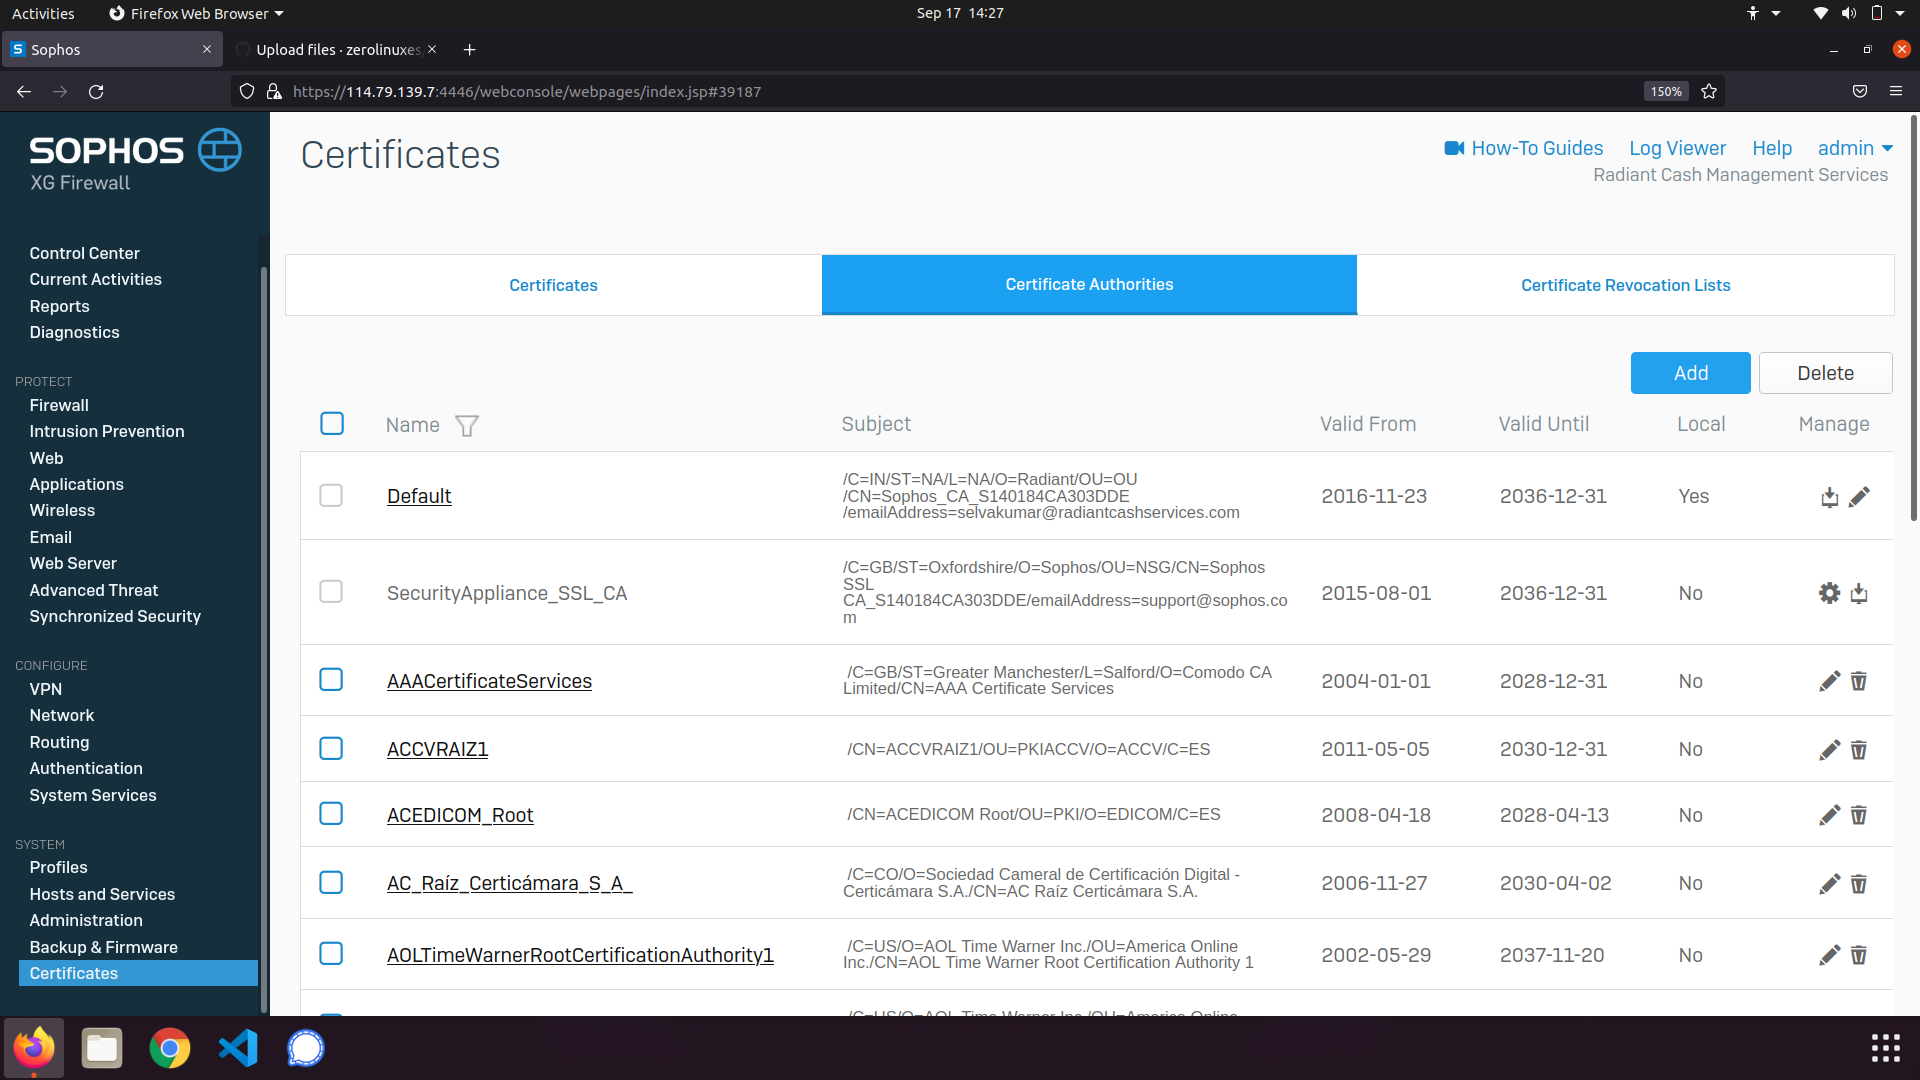 Activities
Firefox Web Browser
Sep 17 14:27
Sophos
Upload files · zerolinuxes
https://114.79.139.7:4446/webconsole/webpages/index.jsp#39187
150%
SOPHOS
XG Firewall
Control Center
Current Activities
Reports
Diagnostics
PROTECT
Firewall
Intrusion Prevention
Web
Applications
Wireless
Email
Web Server
Advanced Threat
Synchronized Security
CONFIGURE
VPN
Network
Routing
Authentication
System Services
SYSTEM
Profiles
Hosts and Services
Administration
Backup & Firmware
Certificates
Certificates
How-To Guides
Log Viewer
Help
admin
Radiant Cash Management Services
Certificates
Certificate Authorities
Certificate Revocation Lists
Add
Delete
Name
Subject
Valid From
Valid Until
Local
Manage
Default
/C=IN/ST=NA/L=NA/O=Radiant/OU=OU
/CN=Sophos_CA_S140184CA303DDE
/emailAddress=selvakumar@radiantcashservices.com
2016-11-23
2036-12-31
Yes
SecurityAppliance_SSL_CA
/C=GB/ST=Oxfordshire/O=Sophos/OU=NSG/CN=Sophos
SSL
CA_S140184CA303DDE/emailAddress=support@sophos.co
m
2015-08-01
2036-12-31
No
AAACertificateServices
/C=GB/ST=Greater Manchester/L=Salford/O=Comodo CA
Limited/CN=AAA Certificate Services
2004-01-01
2028-12-31
No
ACCVRAIZ1
/CN=ACCVRAIZ1/OU=PKIACCV/O=ACCV/C=ES
2011-05-05
2030-12-31
No
ACEDICOM_Root
/CN=ACEDICOM Root/OU=PKI/O=EDICOM/C=ES
2008-04-18
2028-04-13
No
AC_Raíz_Certicámara_S_A_
/C=CO/O=Sociedad Cameral de Certificación Digital -
Certicámara S.A./CN=AC Raíz Certicámara S.A.
2006-11-27
2030-04-02
No
AOLTimeWarnerRootCertificationAuthority1
/C=US/O=AOL Time Warner Inc./OU=America Online
Inc./CN=AOL Time Warner Root Certification Authority 1
2002-05-29
2037-11-20
No
/C=US/O=AOL Time Warner Inc./OU=America Online